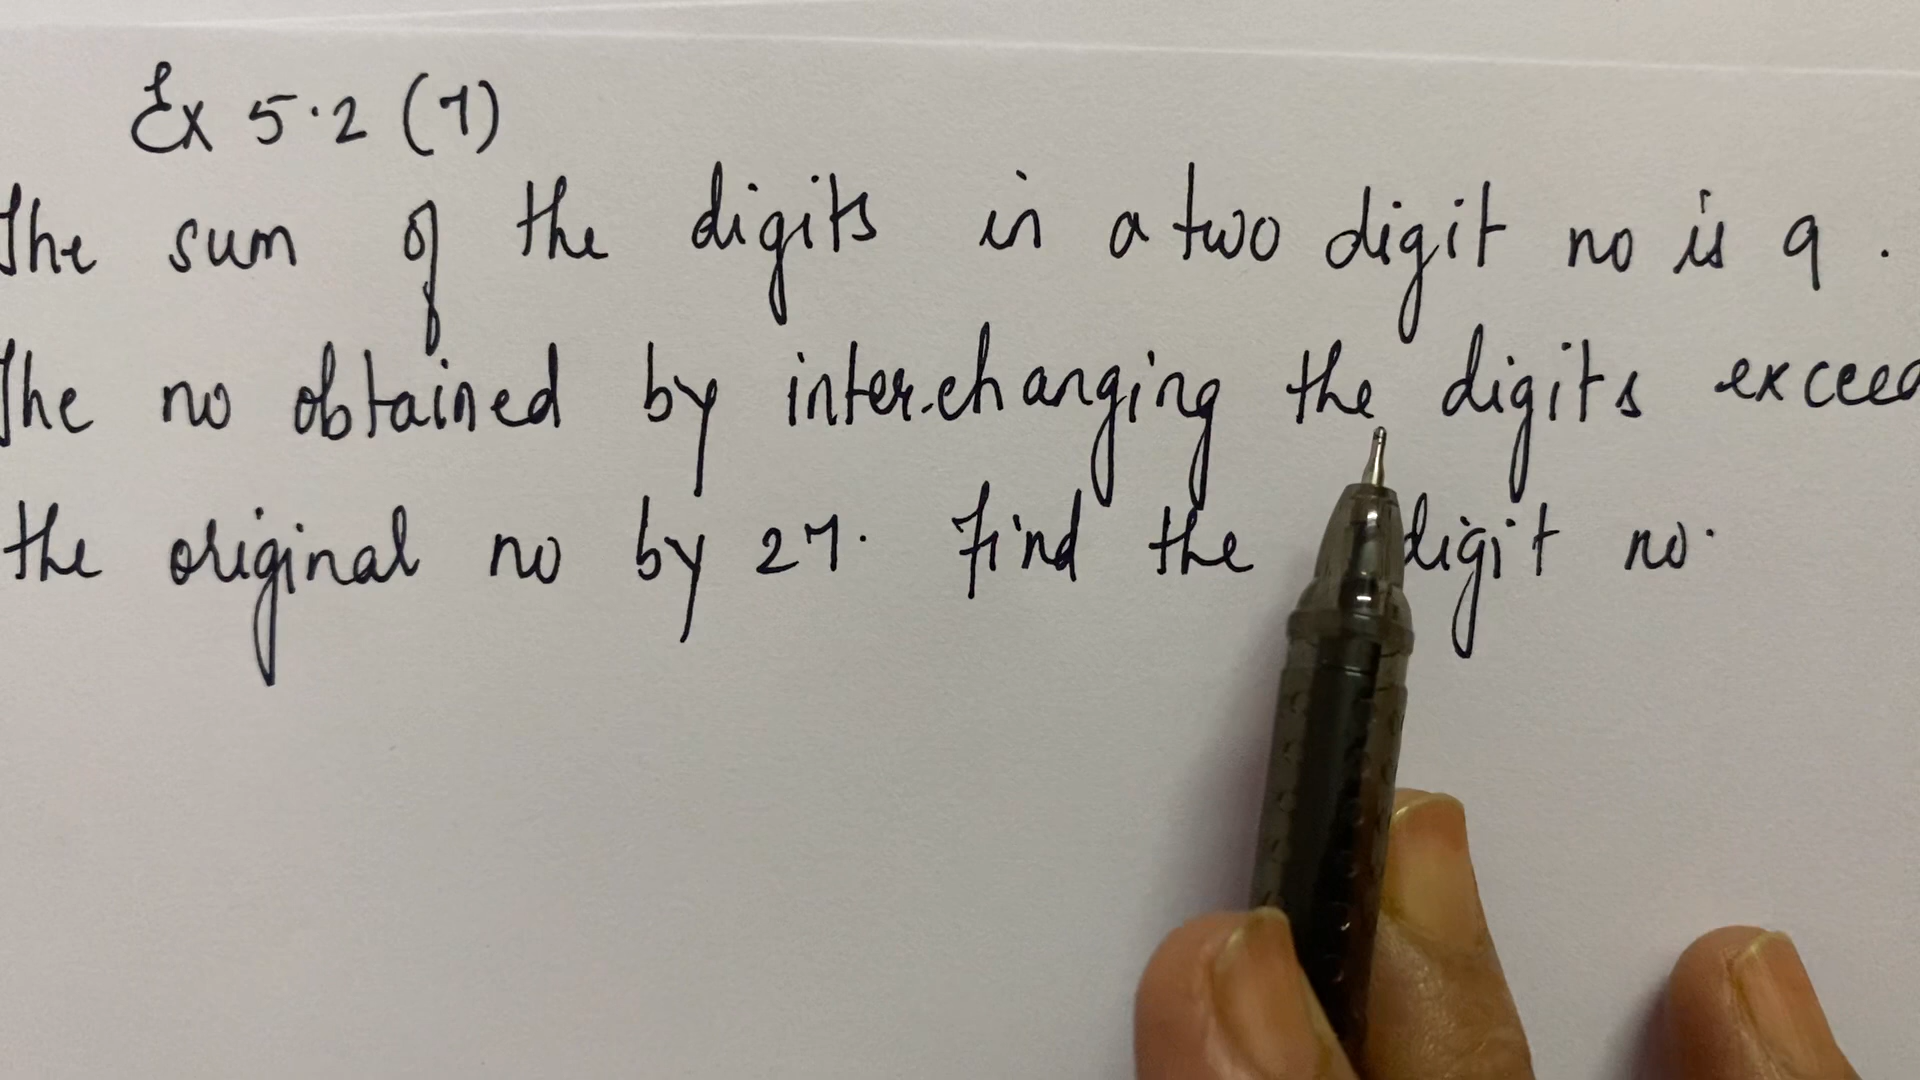 Ex 5.2 (7)
The sum of the digits in a two digit no is 9.
The no obtained by interchanging the digits exceed
the original no by 27. Find the digit no.